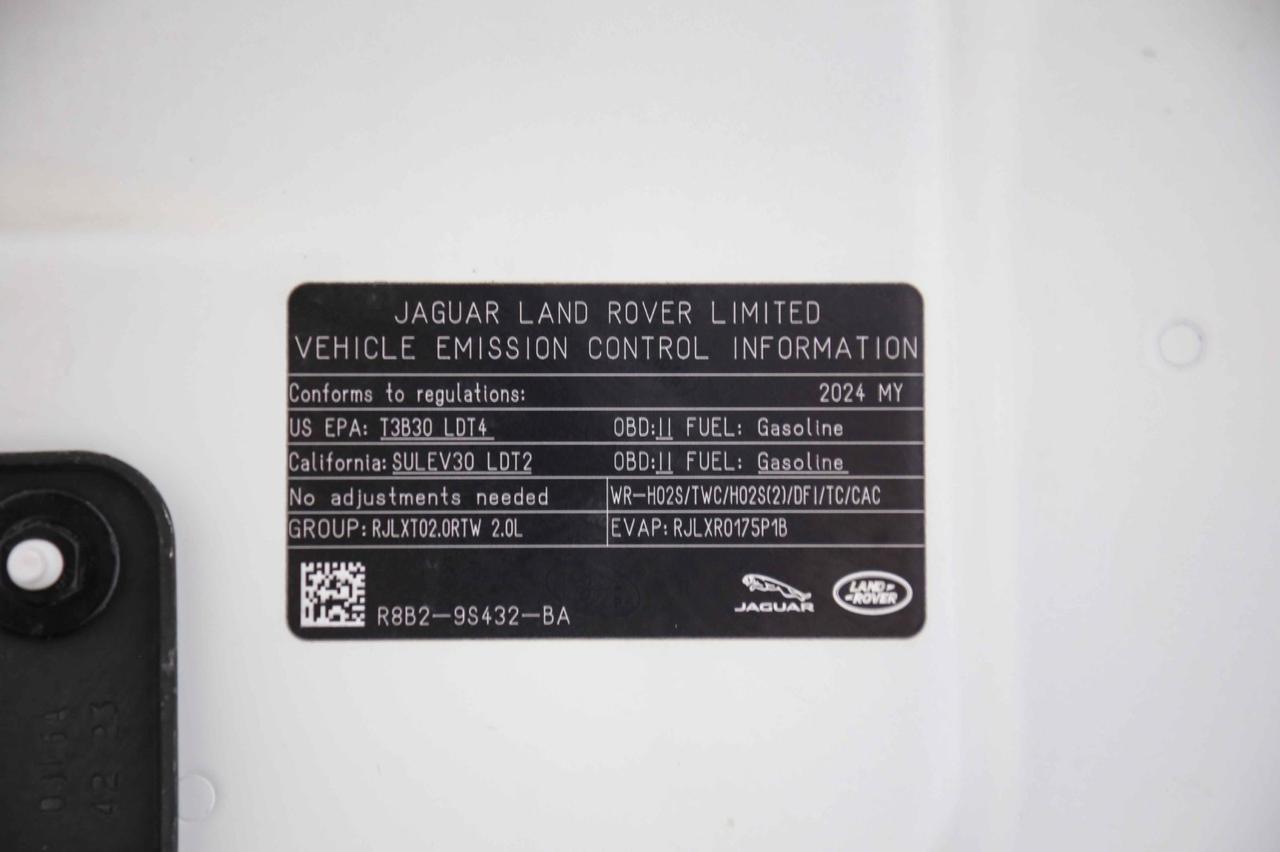 JAGUAR LAND ROVER LIMITED
VEHICLE EMISSION CONTROL INFORMATION
Conforms to regulations: 2024 MY
US EPA: T3B30 LDT4 OBD:II FUEL: Gasoline
California: SULEV30 LDT2 OBD:II FUEL: Gasoline
No adjustments needed WR-HO2S/TWC/HO2S(2)/DFI/TC/CAC
GROUP: RJLXT02.0RTW 2.0L EVAP: RJLXR0175P1B
R8B2-9S432-BA
JAGUAR
LAND
ROVER
42 23